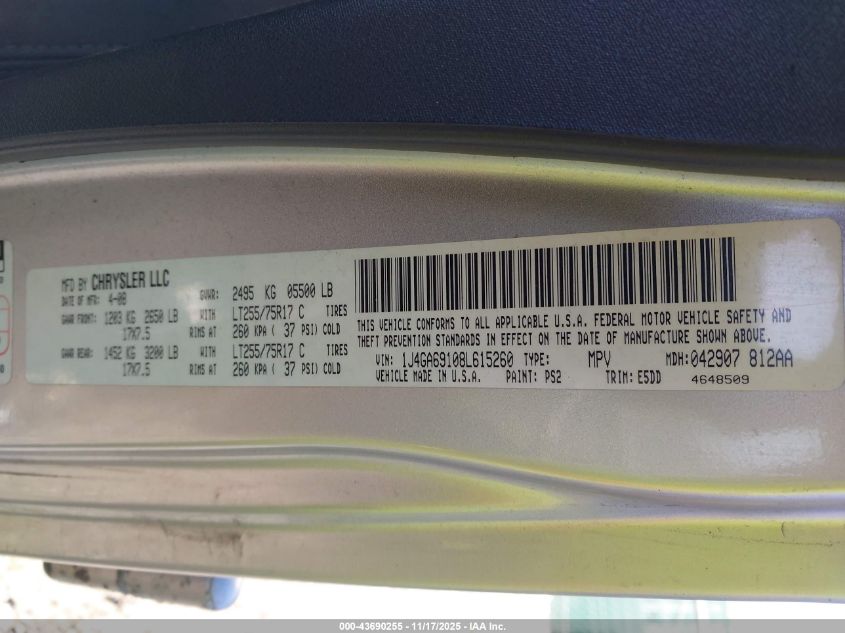 MFD BY CHRYSLER LLC
DATE OF MFR: 4-08 GVWR: 2495 KG 05500 LB
GAWR FRONT: 1203 KG 2650 LB WITH LT255/75R17 C TIRES
17X7.5 RIMS AT 260 KPA ( 37 PSI) COLD
GAWR REAR: 1452 KG 3200 LB WITH LT255/75R17 C TIRES
17X7.5 RIMS AT 260 KPA ( 37 PSI) COLD
THIS VEHICLE CONFORMS TO ALL APPLICABLE U.S.A. FEDERAL MOTOR VEHICLE SAFETY AND
THEFT PREVENTION STANDARDS IN EFFECT ON THE DATE OF MANUFACTURE SHOWN ABOVE.
VIN: 1J4GA69108L615260 TYPE: MPV MDH: 042907 812AA
VEHICLE MADE IN U.S.A. PAINT: PS2 TRIM: E5DD 4648509
000-43690255 - 11/17/2025 - IAA Inc.